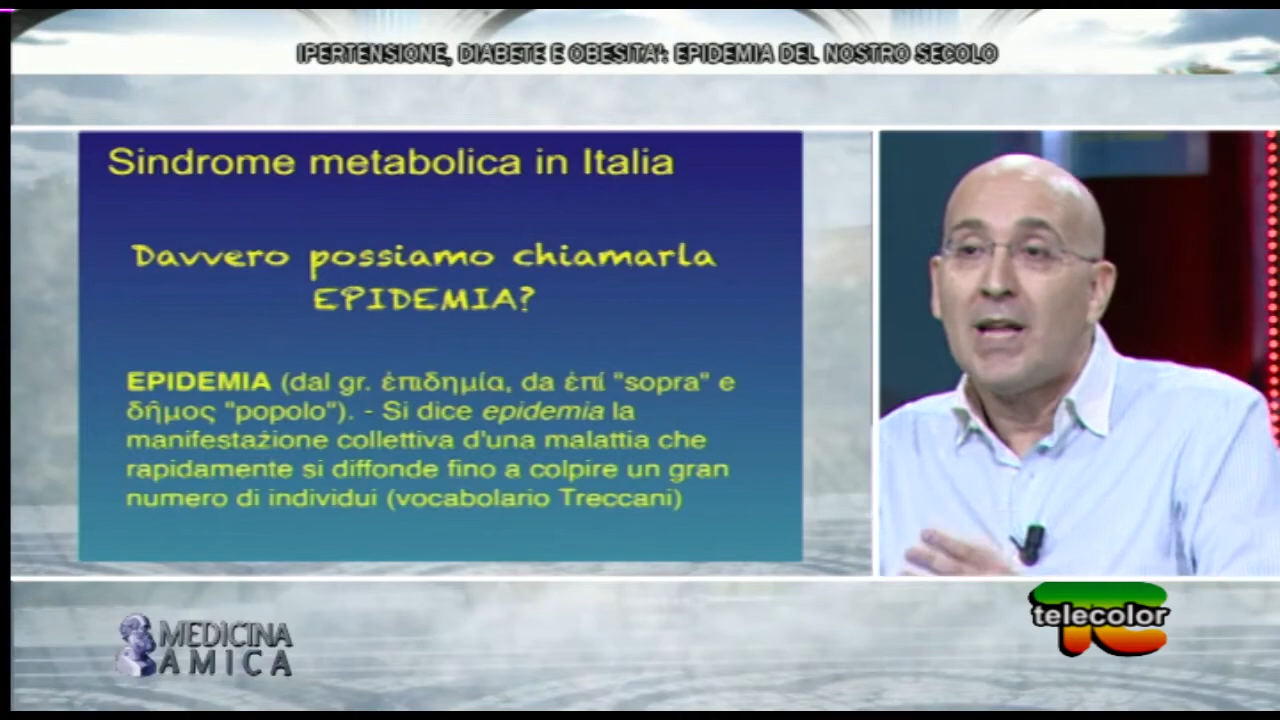 IPERTENSIONE, DIABETE E OBESITA': EPIDEMIA DEL NOSTRO SECOLO
Sindrome metabolica in Italia
Davvero possiamo chiamarla
EPIDEMIA?
EPIDEMIA (dal gr. ἐπιδημία, da ἐπί "sopra" e
δῆμος "popolo"). - Si dice epidemia la
manifestazione collettiva d'una malattia che
rapidamente si diffonde fino a colpire un gran
numero di individui (vocabolario Treccani)
MEDICINA
AMICA
telecolor